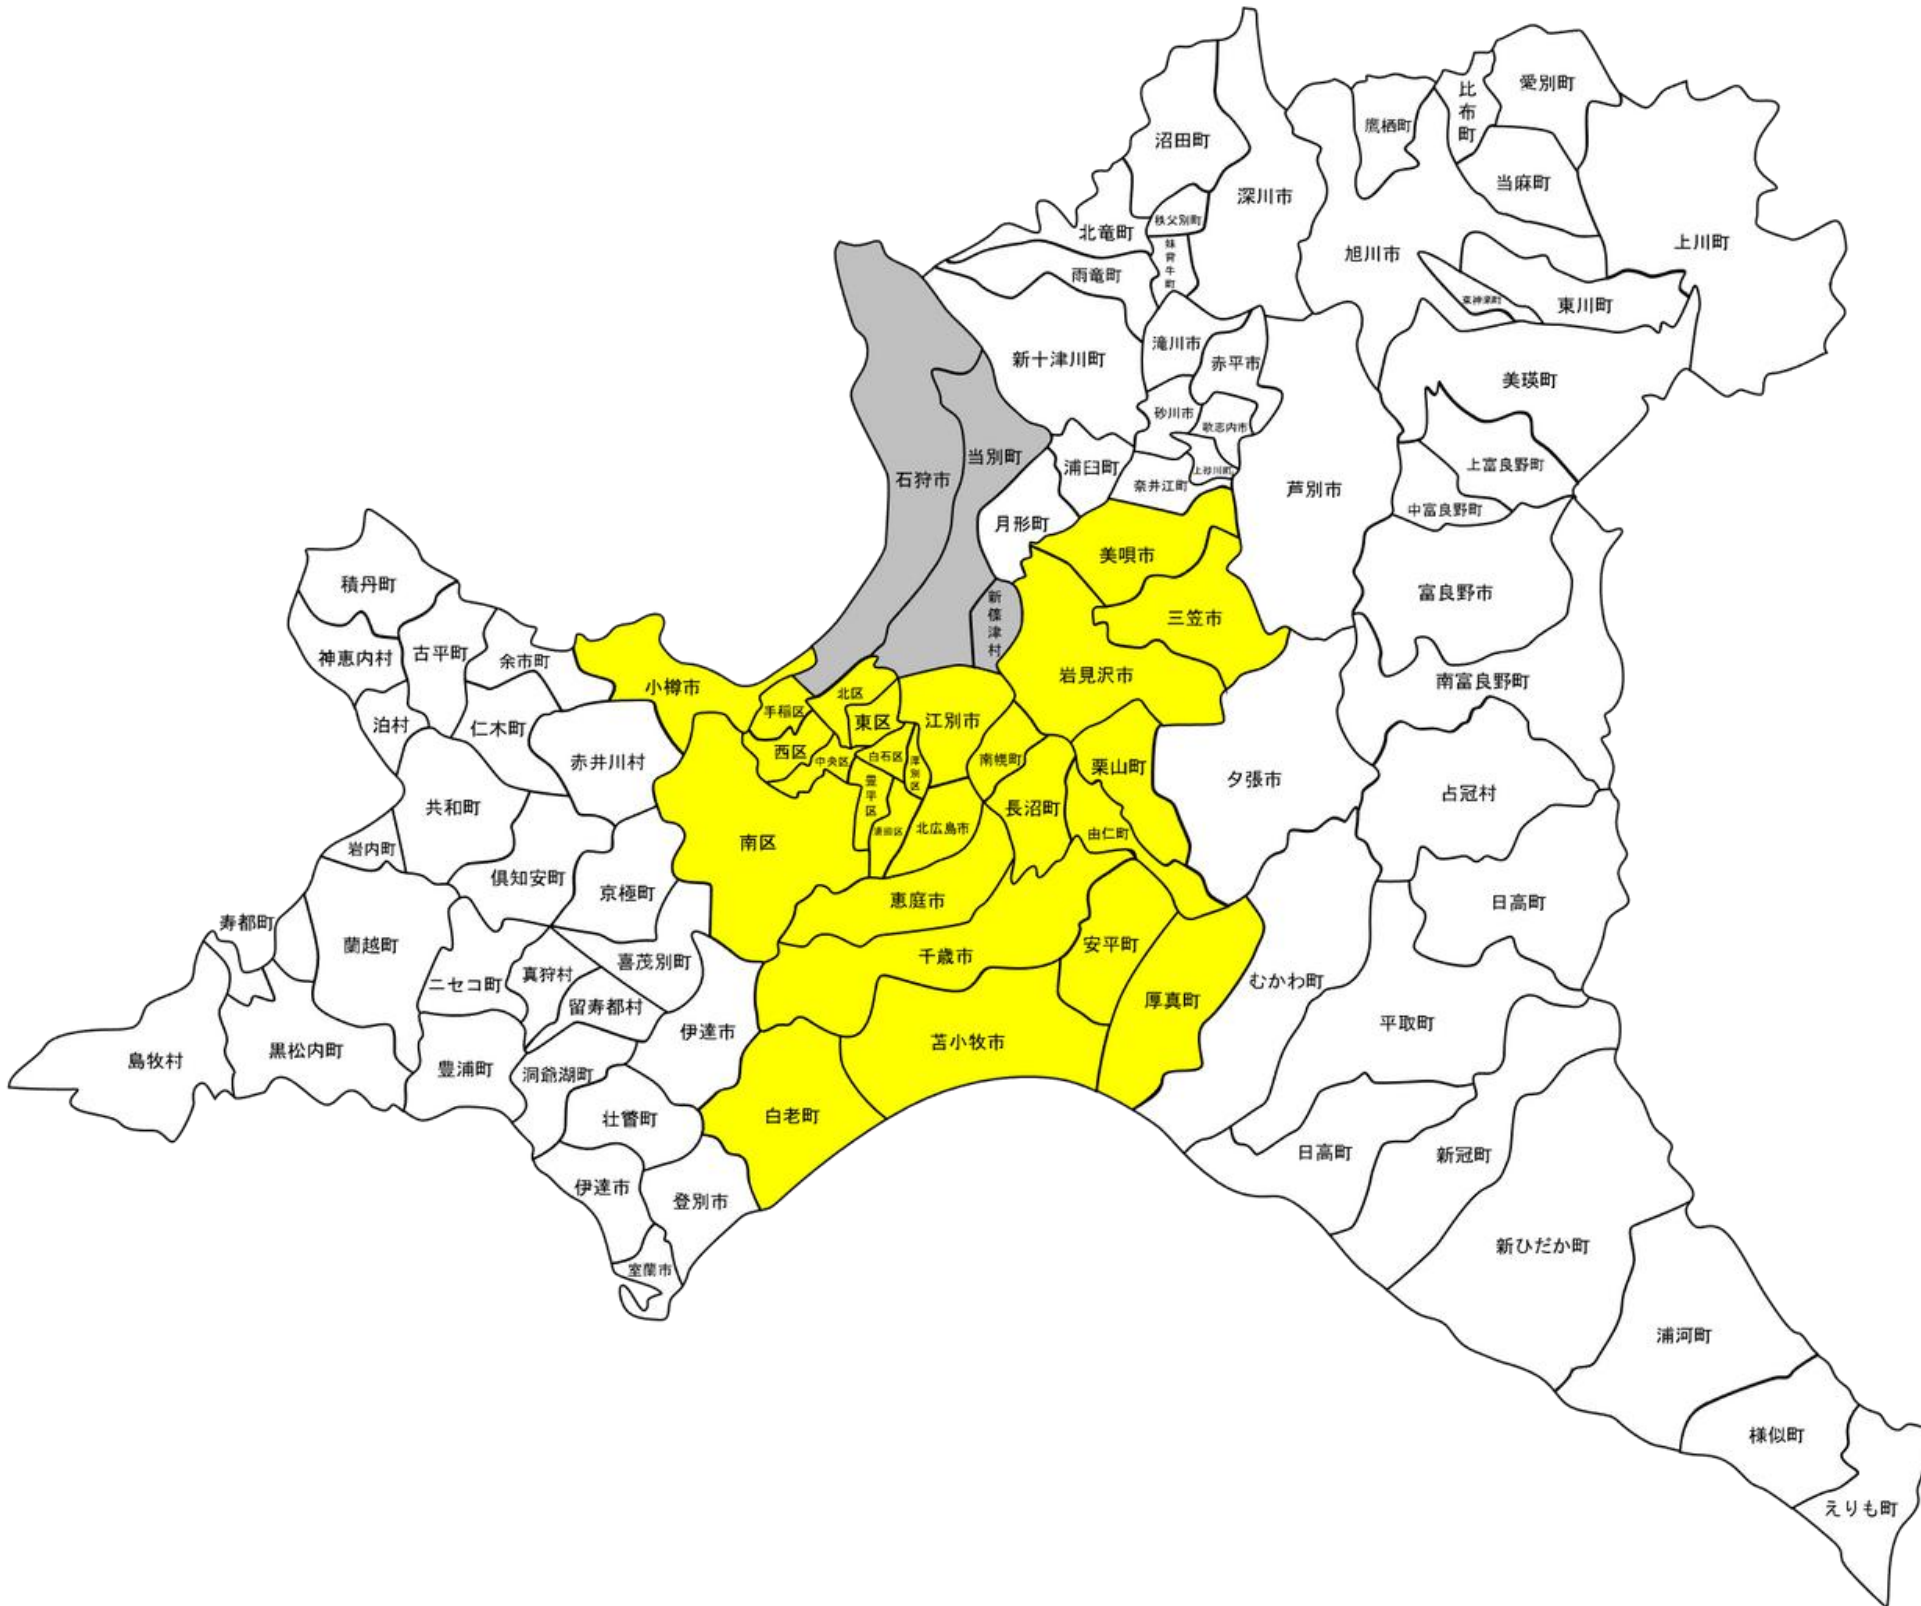 愛別町
比布町
鷹栖町
沼田町
当麻町
深川市
秩父別町
北竜町
上川町
妹背牛町
旭川市
雨竜町
東神楽町
東川町
滝川市
新十津川町
赤平市
美瑛町
砂川市
歌志内市
当別町
上富良野町
浦臼町
上砂川町
石狩市
奈井江町
芦別市
中富良野町
月形町
美唄市
積丹町
富良野市
新篠津村
三笠市
古平町
神恵内村
余市町
岩見沢市
南富良野町
小樽市
北区
手稲区
東区
江別市
泊村
仁木町
西区
白石区
中央区
南幌町
赤井川村
厚別区
栗山町
夕張市
豊平区
占冠村
共和町
長沼町
清田区
北広島市
由仁町
南区
岩内町
倶知安町
京極町
恵庭市
日高町
寿都町
蘭越町
安平町
千歳市
喜茂別町
真狩村
ニセコ町
むかわ町
留寿都村
厚真町
平取町
伊達市
苫小牧市
黒松内町
島牧村
豊浦町
洞爺湖町
白老町
壮瞥町
日高町
新冠町
伊達市
登別市
新ひだか町
室蘭市
浦河町
様似町
えりも町